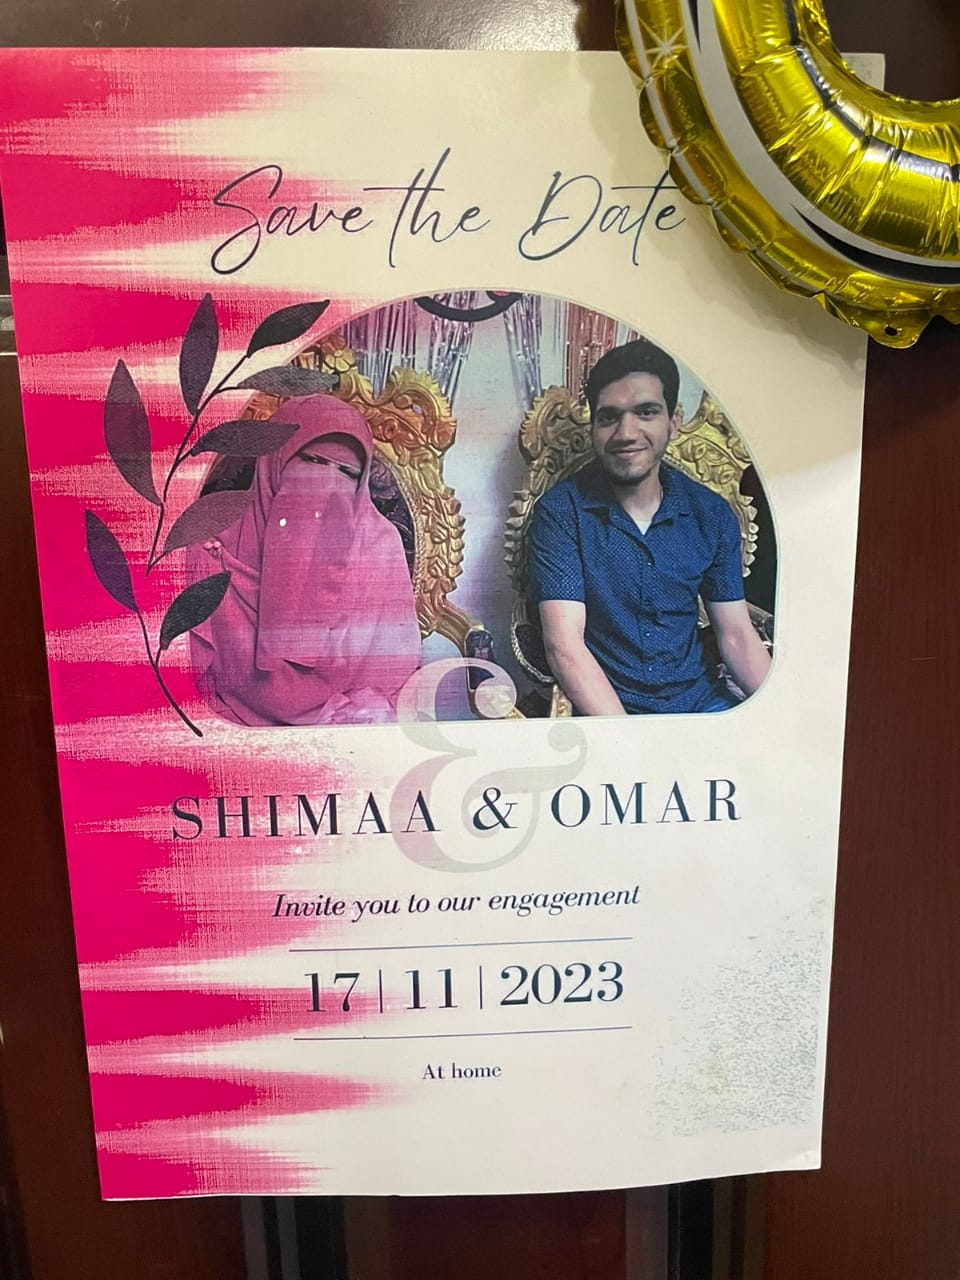 Save the Date
&
SHIMAA & OMAR
Invite you to our engagement
17 | 11 | 2023
At home